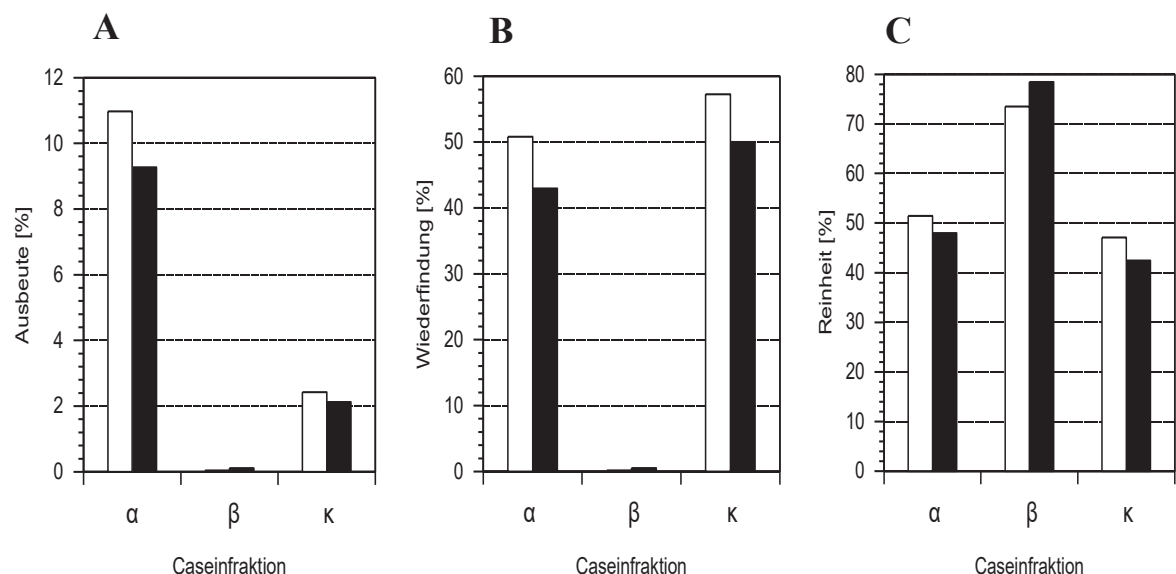 A
B
C
Ausbeute [%]
12
10
8
6
4
2
0
α β κ
Caseinfraktion
Wiederfindung [%]
60
50
40
30
20
10
0
α β κ
Caseinfraktion
Reinheit [%]
80
70
60
50
40
30
20
10
0
α β κ
Caseinfraktion